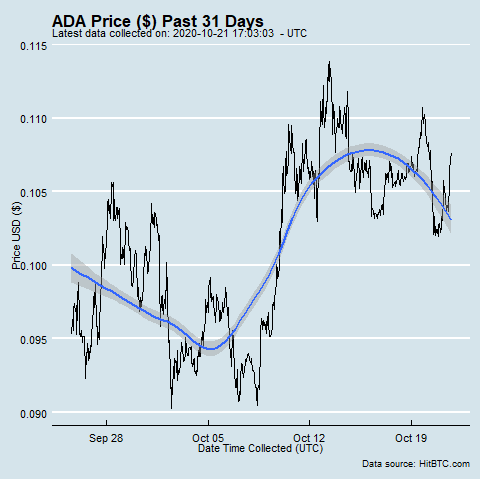 ADA Price ($) Past 31 Days
Latest data collected on: 2020-10-21 17:03:03 - UTC
0.115
0.110
0.105
0.100
0.095
0.090
Price USD ($)
Sep 28
Oct 05
Oct 12
Oct 19
Date Time Collected (UTC)
Data source: HitBTC.com